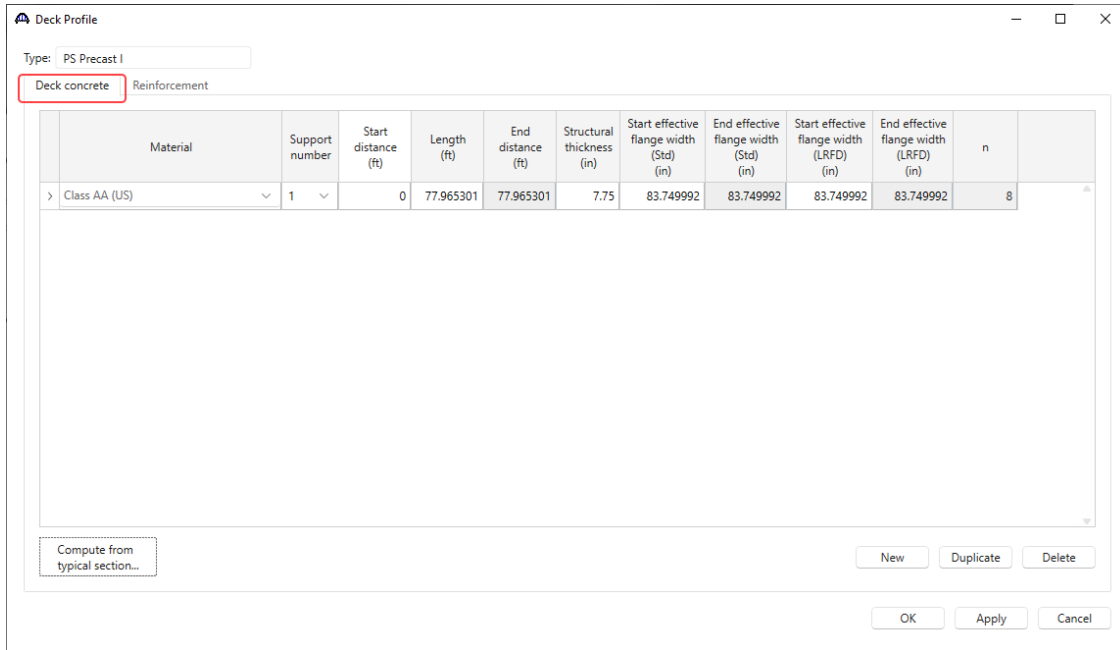 Deck Profile
Type: PS Precast I
Deck concrete Reinforcement
Material
Support
number
Start
distance
(ft)
Length
(ft)
End
distance
(ft)
Structural
thickness
(in)
Start effective
flange width
(Std)
(in)
End effective
flange width
(Std)
(in)
Start effective
flange width
(LRFD)
(in)
End effective
flange width
(LRFD)
(in)
n
Class AA (US) 1 0 77.965301 77.965301 7.75 83.749992 83.749992 83.749992 83.749992 8
Compute from
typical section...
New Duplicate Delete
OK Apply Cancel